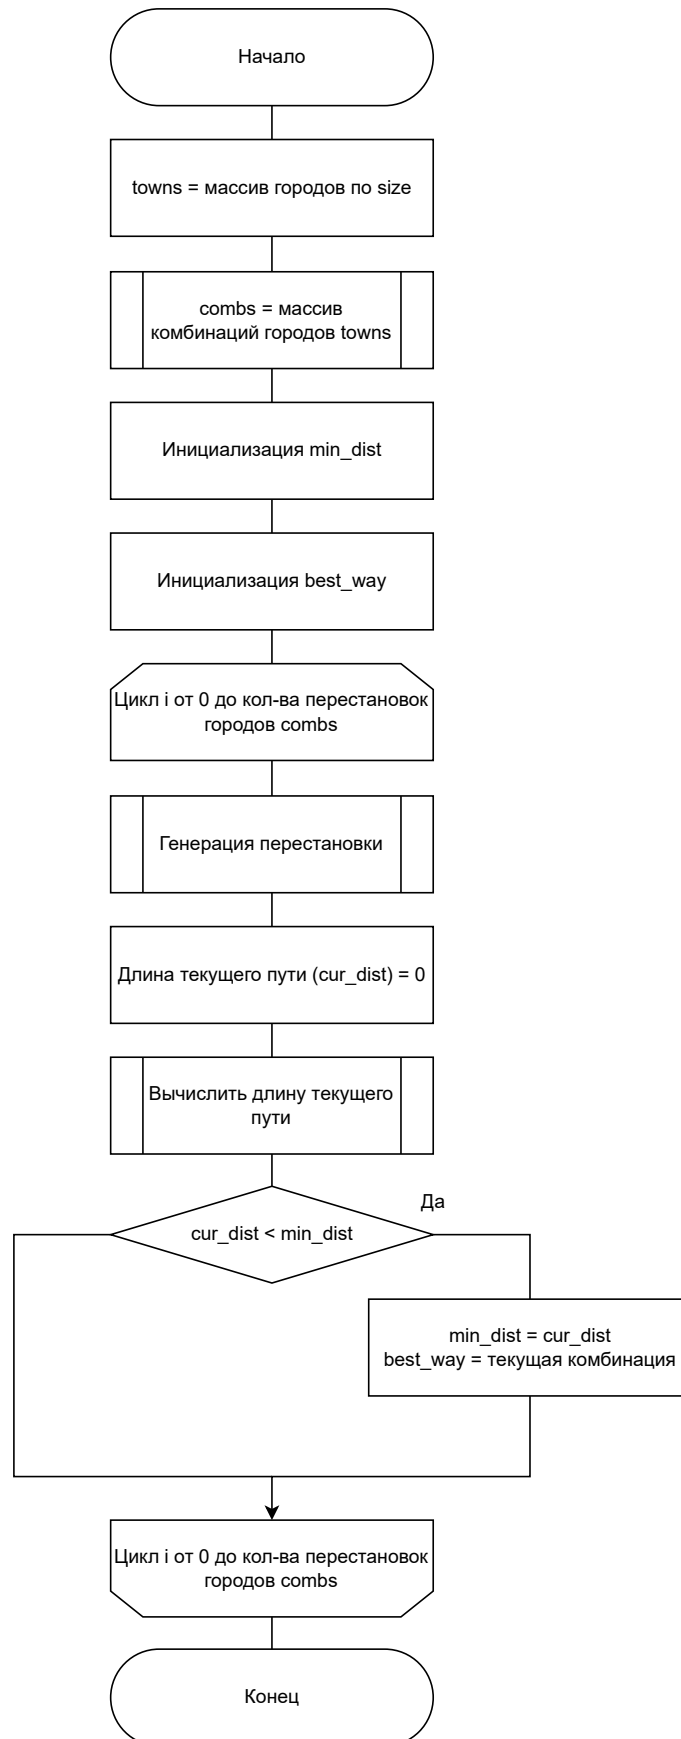 Начало
towns = массив городов по size
combs = массив
комбинаций городов towns
Инициализация min_dist
Инициализация best_way
Цикл i от 0 до кол-ва перестановок
городов combs
Генерация перестановки
Длина текущего пути (cur_dist) = 0
Вычислить длину текущего
пути
Да
cur_dist < min_dist
min_dist = cur_dist
best_way = текущая комбинация
Цикл i от 0 до кол-ва перестановок
городов combs
Конец